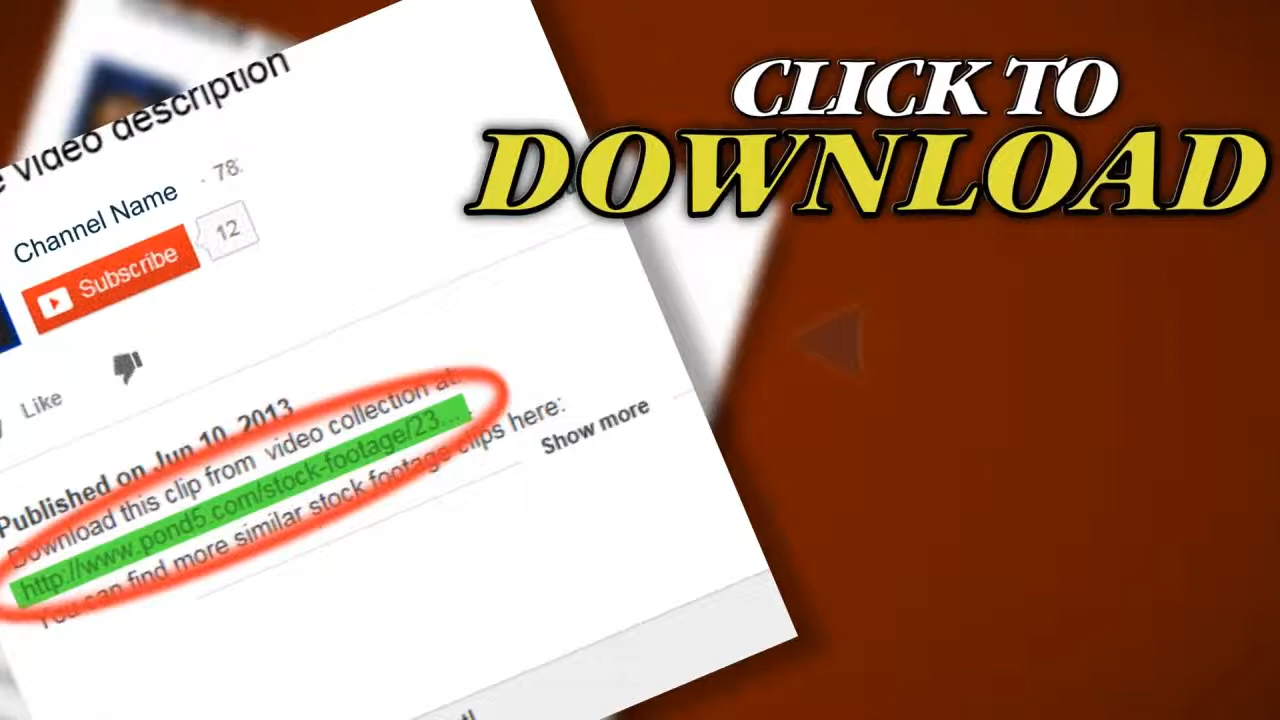 CLICK TO
DOWNLOAD
video description
Channel Name
78
Subscribe
12
Like
Published on Jun 10, 2013
Download this clip from video collection at
http://www.pond5.com/stock-footage/23...
You can find more similar stock footage clips here:
Show more